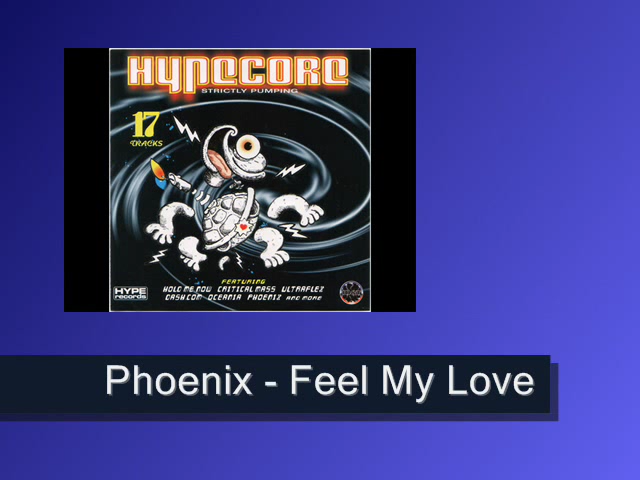 HYPECORE
STRICTLY PUMPING
17
TRACKS
FEATURING
HOLD ME NOW CRITICAL MASS ULTRAFLEZ
CASH COM OCEANIA PHOENIX AND MORE
HYPE
records
Phoenix - Feel My Love